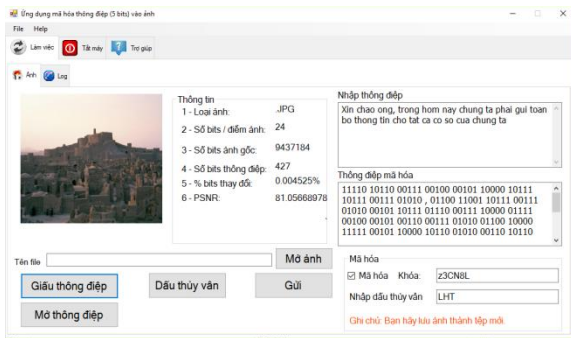 Ứng dụng mã hóa thông điệp (5 bits) vào ảnh
File Help
Làm việc Tắt máy Trợ giúp
Ảnh Log
Thông tin
1 - Loại ảnh: .JPG
2 - Số bits / điểm ảnh: 24
3 - Số bits ảnh gốc: 9437184
4 - Số bits thông điệp: 427
5 - % bits thay đổi: 0.004525%
6 - PSNR: 81.05668978
Nhập thông điệp
Xin chao ong, trong hom nay chung ta phai gui toan
bo thong tin cho tat ca co so cua chung ta
Thông điệp mã hóa
11110 10110 00111 00100 00101 10000 10111
10111 00111 01010 , 01100 11001 10111 00111
01010 00101 10111 01110 00111 10000 01111
00100 00101 00110 00111 01010 01100 10000
11111 00101 10000 10110 01010 00110 10110
Tên file Mở ảnh
Giấu thông điệp Dấu thủy vân Gửi
Mở thông điệp
Mã hóa
Mã hóa Khóa: z3CN8L
Nhập dấu thủy vân LHT
Ghi chú: Bạn hãy lưu ảnh thành tệp mới